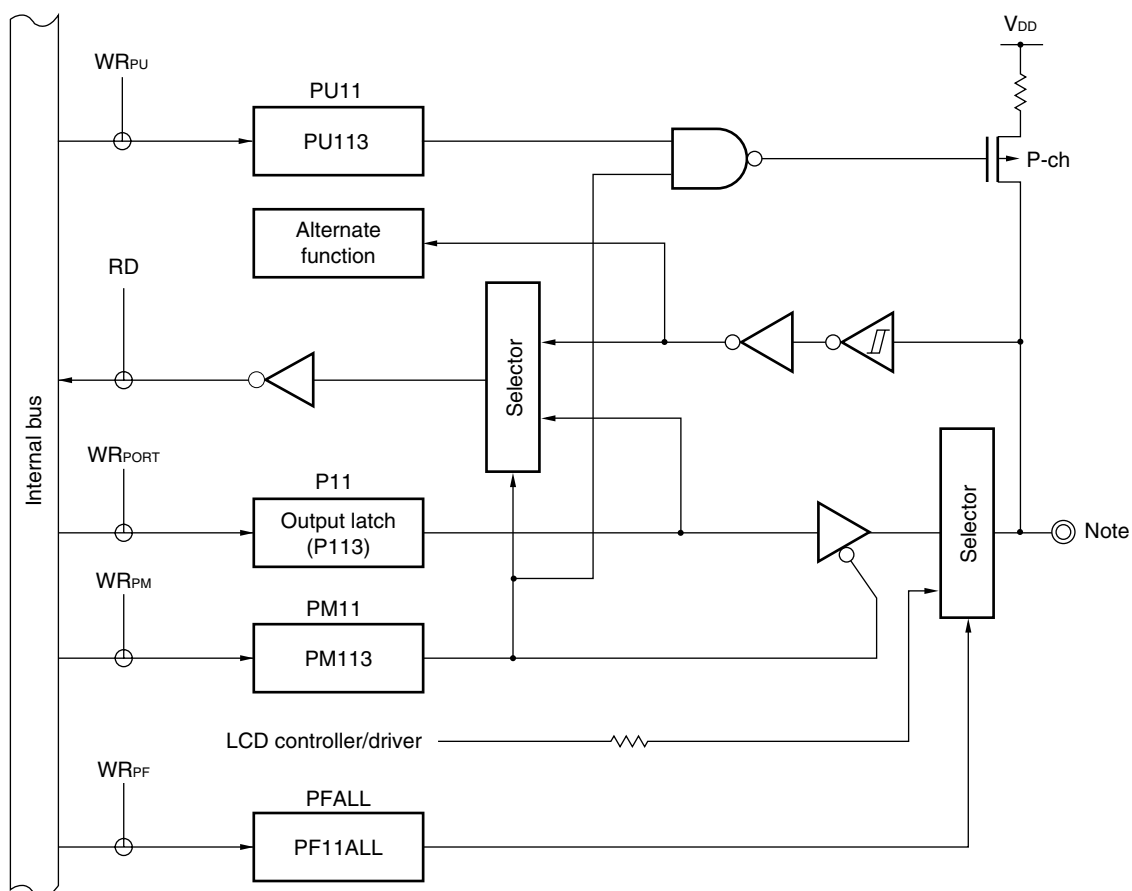 VDD
WRPU
PU11
PU113
P-ch
Alternate
function
RD
Selector
Internal bus
WRPORT
P11
Output latch
(P113)
Selector
Note
WRPM
PM11
PM113
LCD controller/driver
WRPF
PFALL
PF11ALL